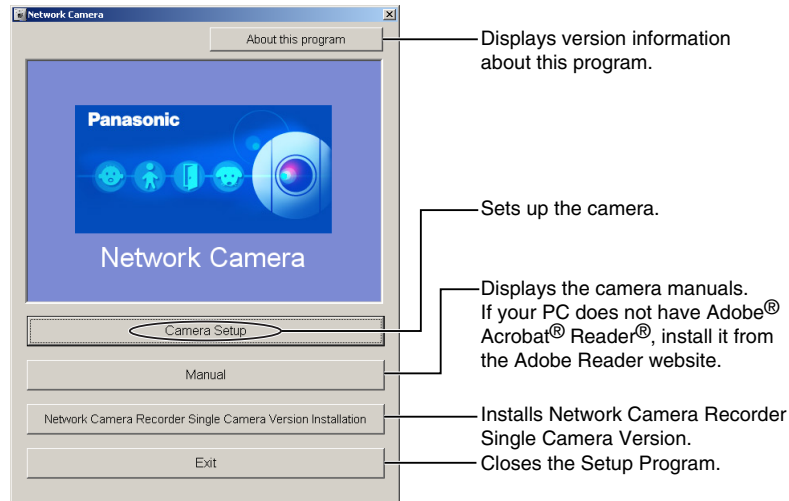 Network Camera
About this program
Displays version information
about this program.
Panasonic
Network Camera
Sets up the camera.
Camera Setup
Displays the camera manuals.
If your PC does not have Adobe®
Acrobat® Reader®, install it from
the Adobe Reader website.
Manual
Network Camera Recorder Single Camera Version Installation
Installs Network Camera Recorder
Single Camera Version.
Exit
Closes the Setup Program.